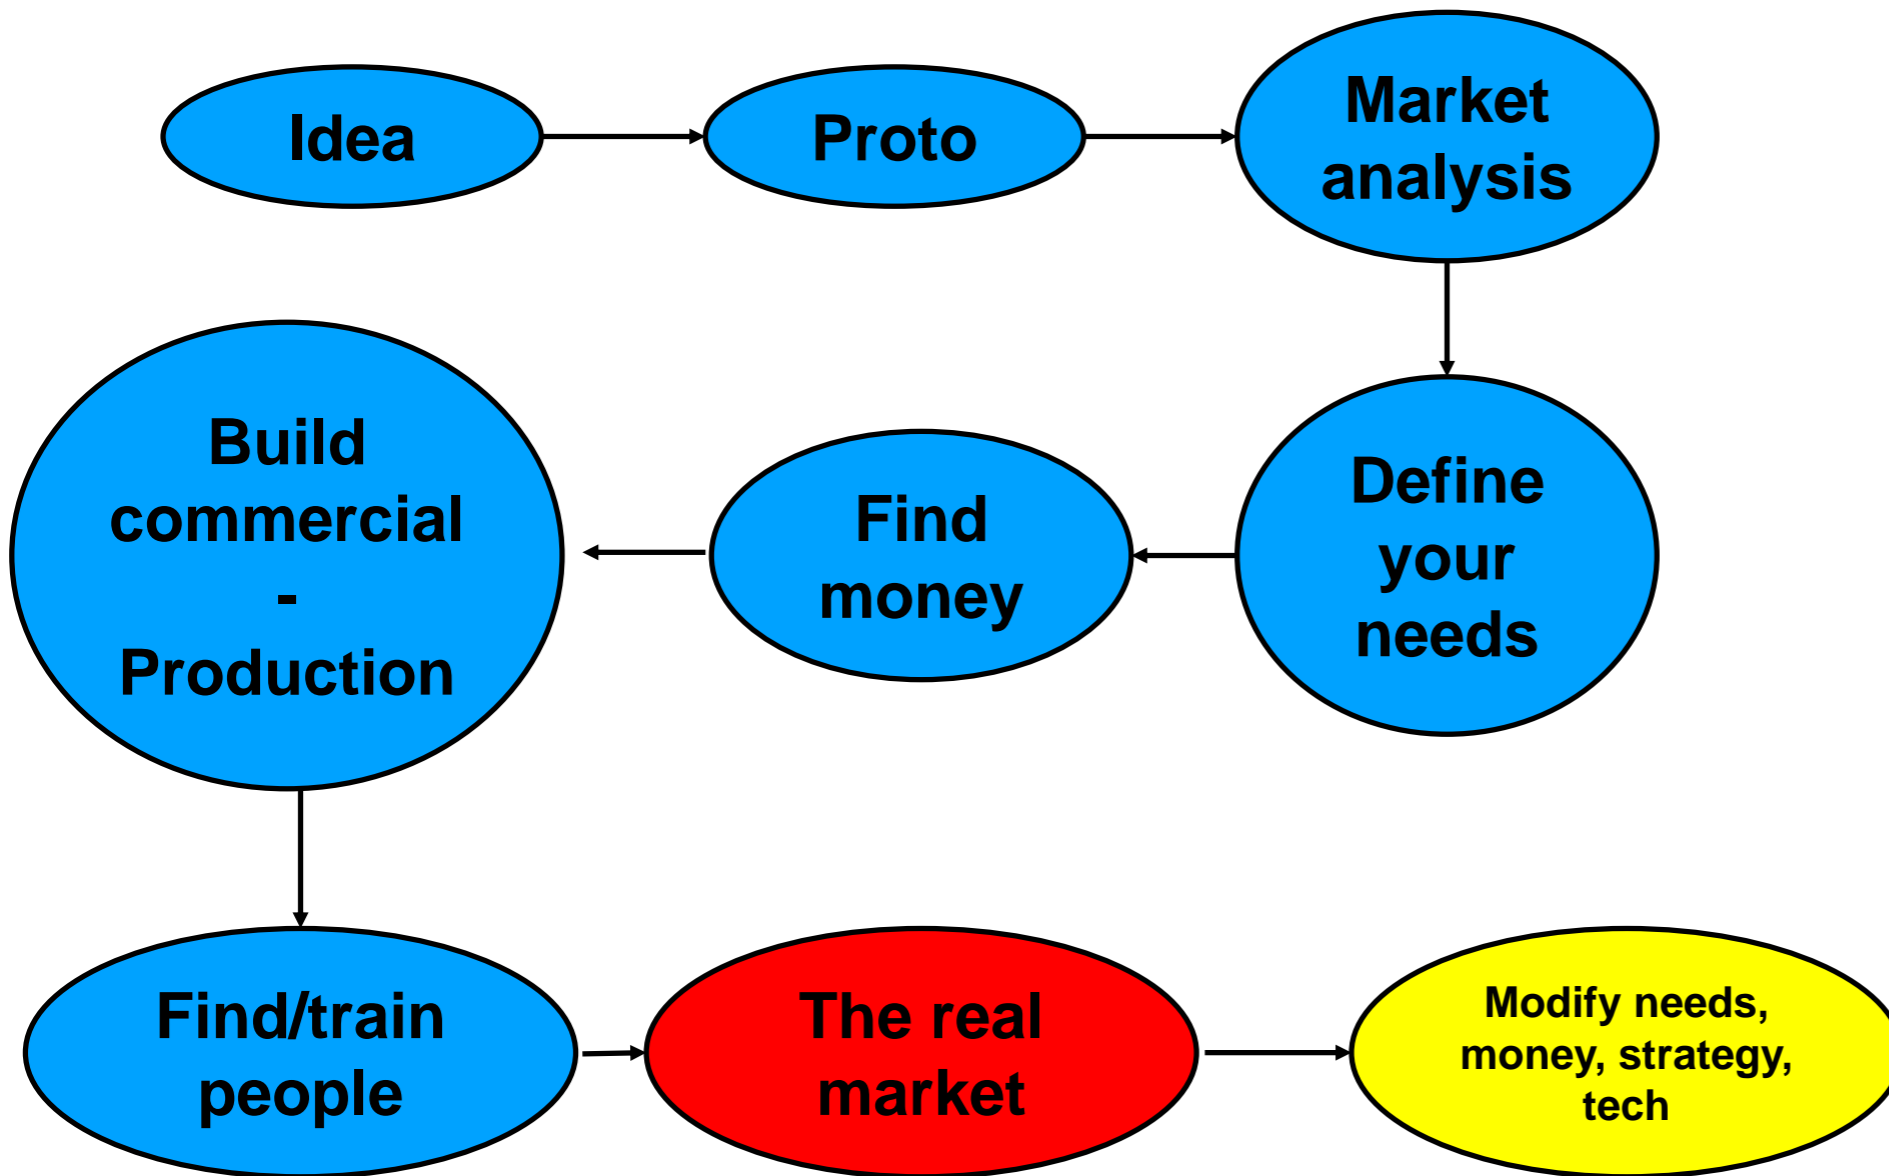 Idea
Proto
Market
analysis
Define
your
needs
Find
money
Build
commercial
-
Production
Find/train
people
The real
market
Modify needs,
money, strategy,
tech